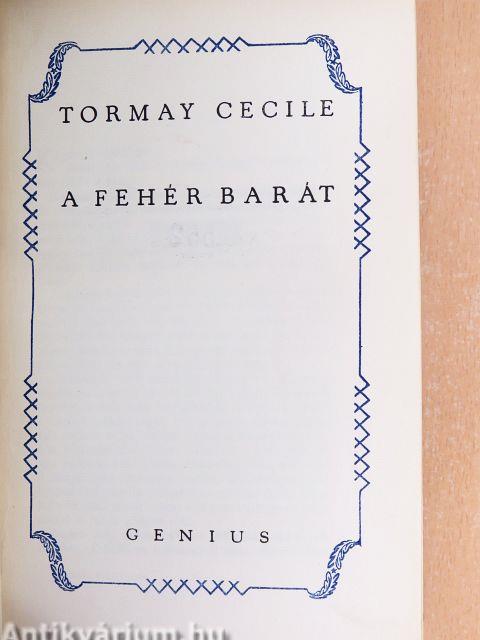 TORMAY CECILE
A FEHÉR BARÁT
GENIUS
Antikvárium.hu